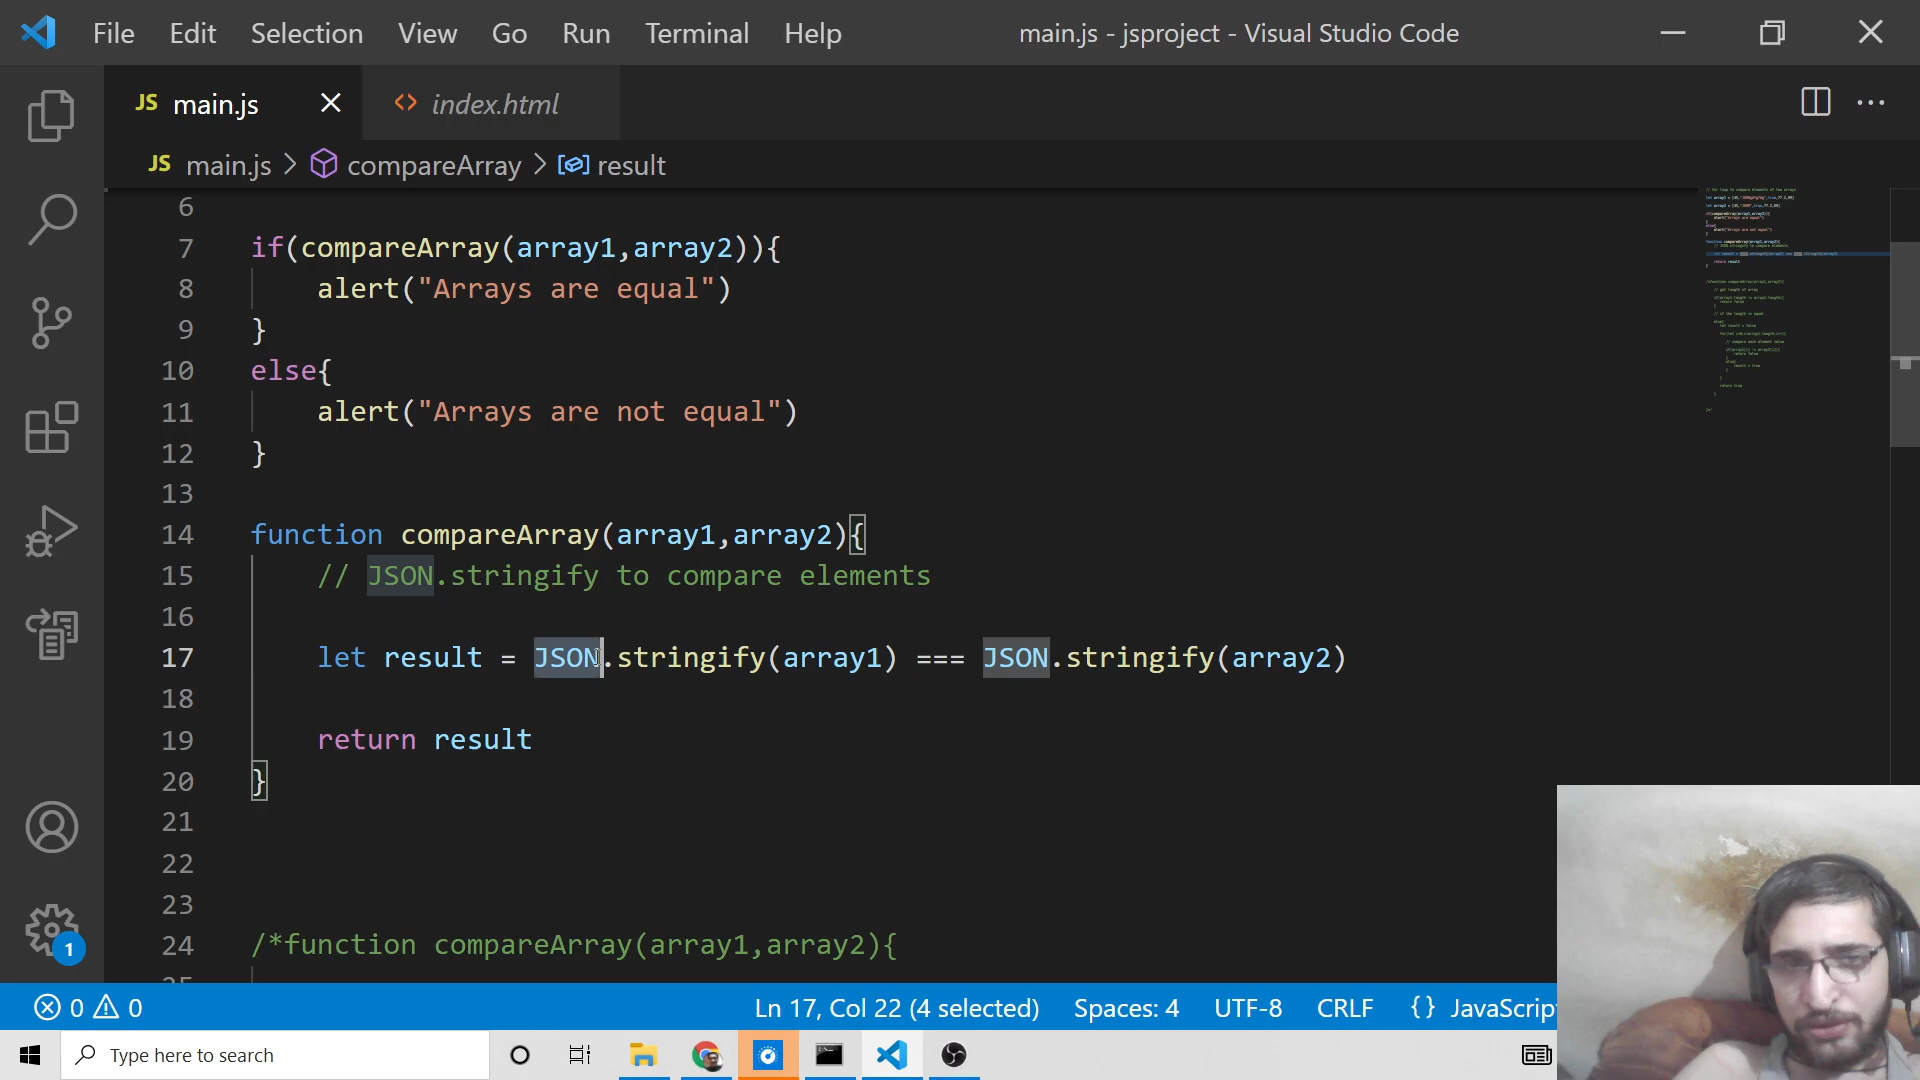 File Edit Selection View Go Run Terminal Help main.js - jsproject - Visual Studio Code
JS main.js index.html
JS main.js > compareArray > result
6
7 if(compareArray(array1,array2)){
8 alert("Arrays are equal")
9 }
10 else{
11 alert("Arrays are not equal")
12 }
13
14 function compareArray(array1,array2){
15 // JSON.stringify to compare elements
16
17 let result = JSON.stringify(array1) === JSON.stringify(array2)
18
19 return result
20 }
21
22
23
24 /*function compareArray(array1,array2){
1
0 0 Ln 17, Col 22 (4 selected) Spaces: 4 UTF-8 CRLF {} JavaScrip
Type here to search